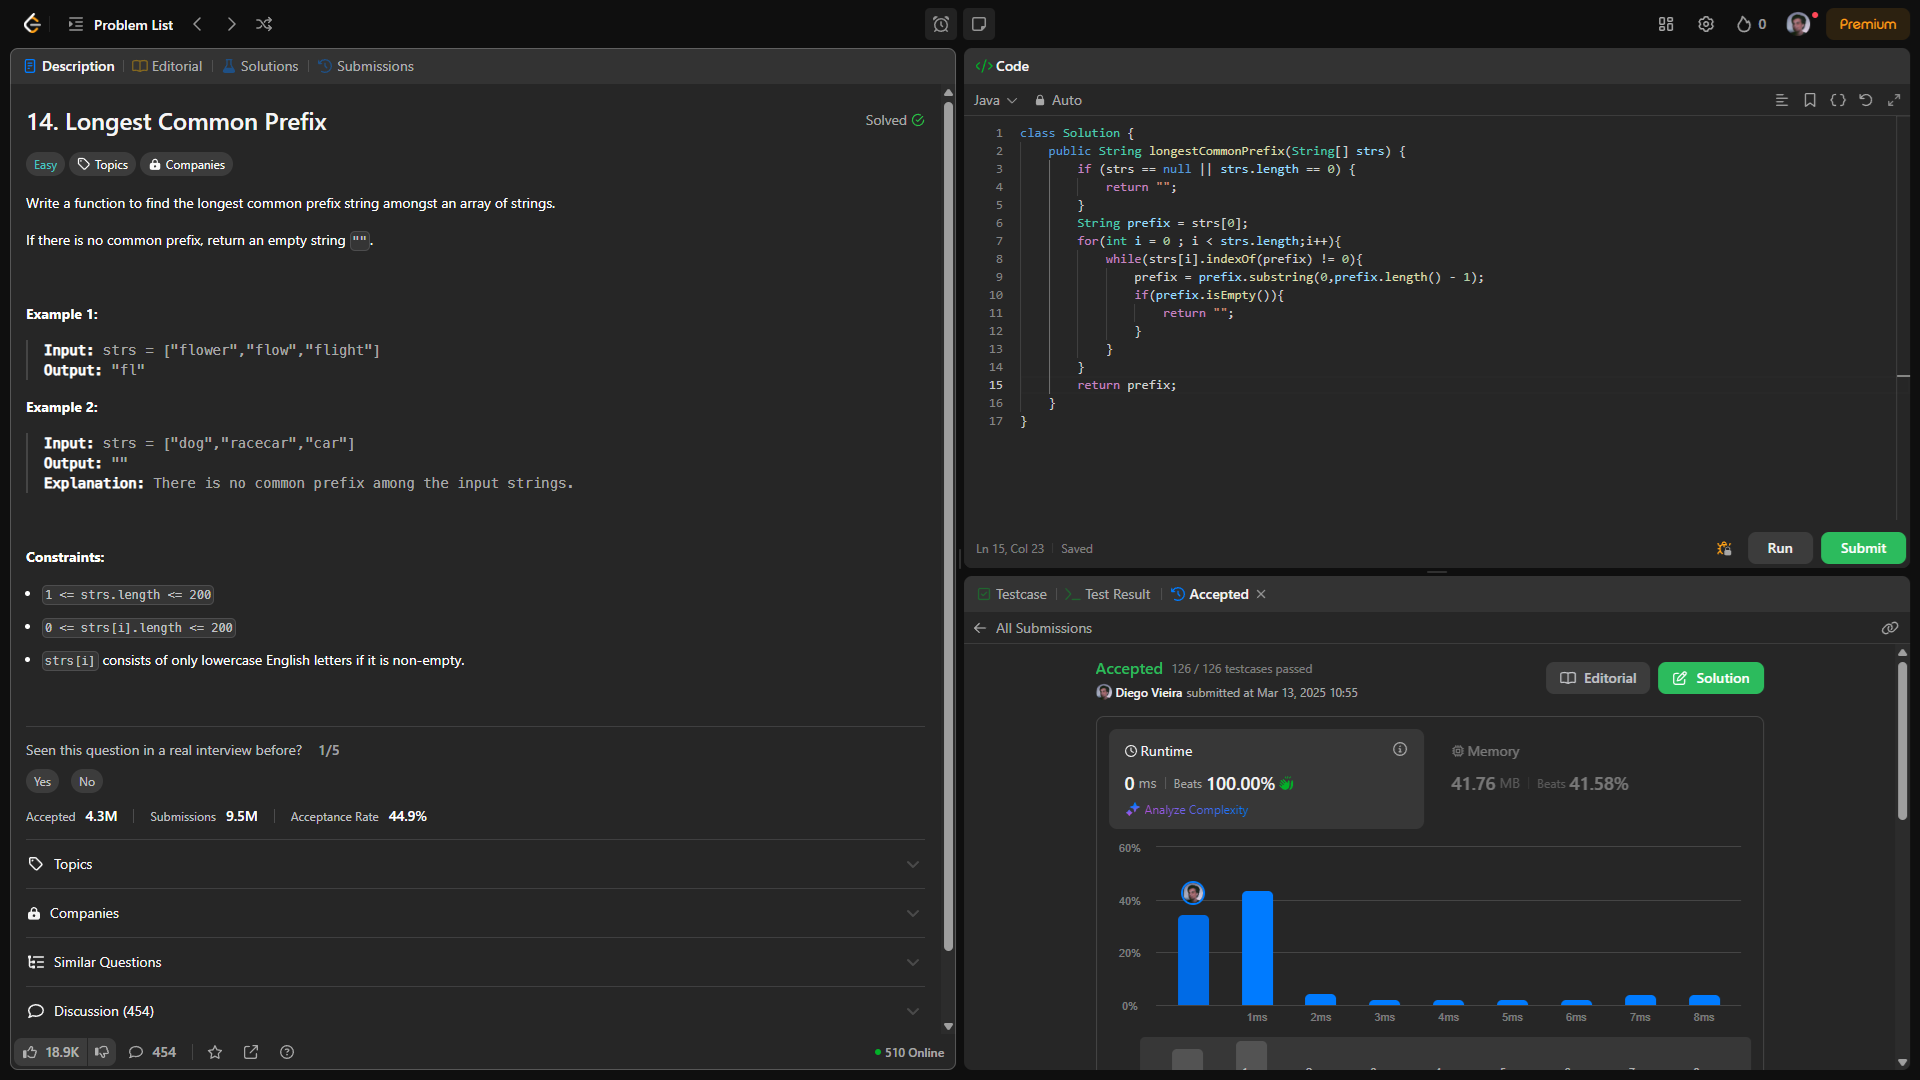 Problem List
0
Premium
Description
Editorial
Solutions
Submissions
14. Longest Common Prefix
Solved
Easy
Topics
Companies
Write a function to find the longest common prefix string amongst an array of strings.
If there is no common prefix, return an empty string "".
Example 1:
Input: strs = ["flower","flow","flight"]
Output: "fl"
Example 2:
Input: strs = ["dog","racecar","car"]
Output: ""
Explanation: There is no common prefix among the input strings.
Constraints:
1 <= strs.length <= 200
0 <= strs[i].length <= 200
strs[i] consists of only lowercase English letters if it is non-empty.
Seen this question in a real interview before? 1/5
Yes
No
Accepted 4.3M
Submissions 9.5M
Acceptance Rate 44.9%
Topics
Companies
Similar Questions
Discussion (454)
18.9K
454
510 Online
</> Code
Java
Auto
1 class Solution {
2 public String longestCommonPrefix(String[] strs) {
3 if (strs == null || strs.length == 0) {
4 return "";
5 }
6 String prefix = strs[0];
7 for(int i = 0 ; i < strs.length;i++){
8 while(strs[i].indexOf(prefix) != 0){
9 prefix = prefix.substring(0,prefix.length() - 1);
10 if(prefix.isEmpty()){
11 return "";
12 }
13 }
14 }
15 return prefix;
16 }
17 }
Ln 15, Col 23
Saved
Run
Submit
Testcase
Test Result
Accepted
All Submissions
Accepted 126 / 126 testcases passed
Diego Vieira submitted at Mar 13, 2025 10:55
Editorial
Solution
Runtime
0 ms
Beats 100.00%
Analyze Complexity
Memory
41.76 MB
Beats 41.58%
60%
40%
20%
0%
1ms
2ms
3ms
4ms
5ms
6ms
7ms
8ms